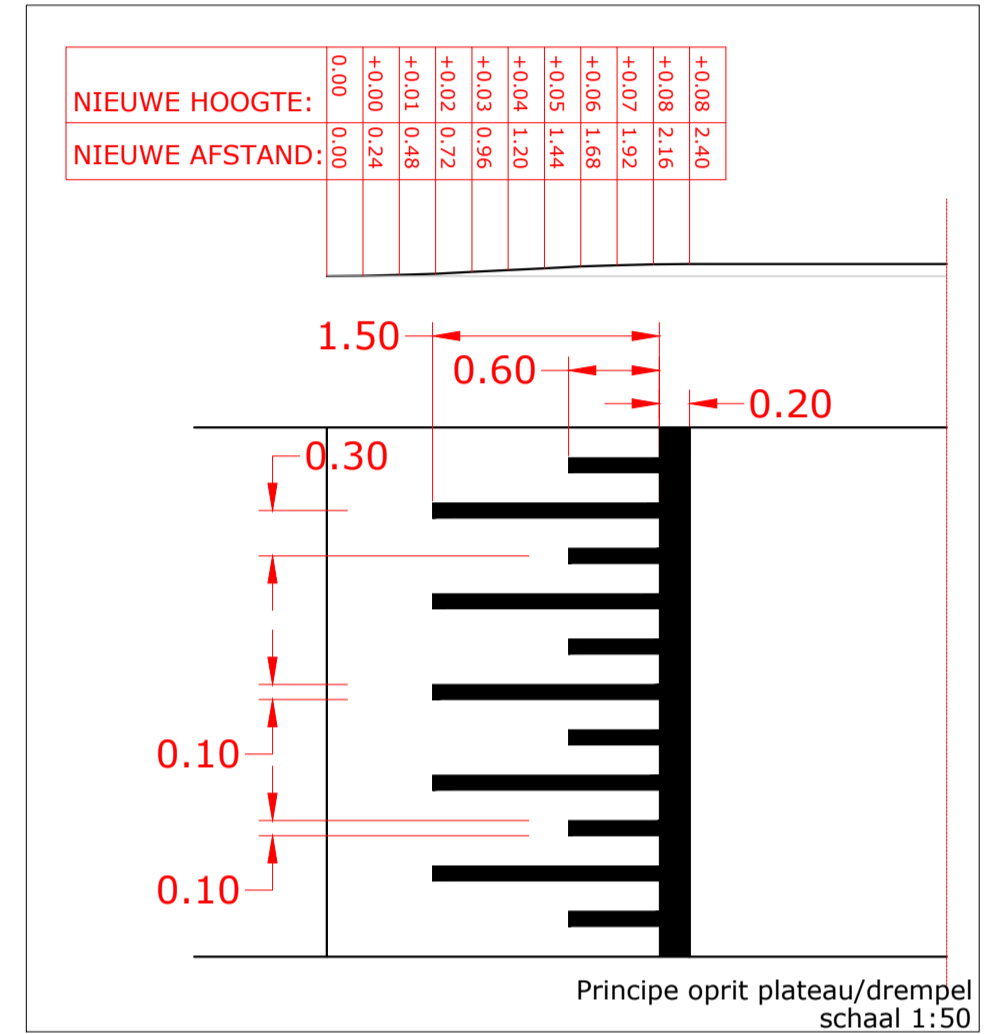 NIEUWE HOOGTE: 0.00 +0.00 +0.01 +0.02 +0.03 +0.04 +0.05 +0.06 +0.07 +0.08 +0.08
NIEUWE AFSTAND: 0.00 0.24 0.48 0.72 0.96 1.20 1.44 1.68 1.92 2.16 2.40
1.50
0.60
0.20
0.30
0.10
0.10
Principe oprit plateau/drempel
schaal 1:50